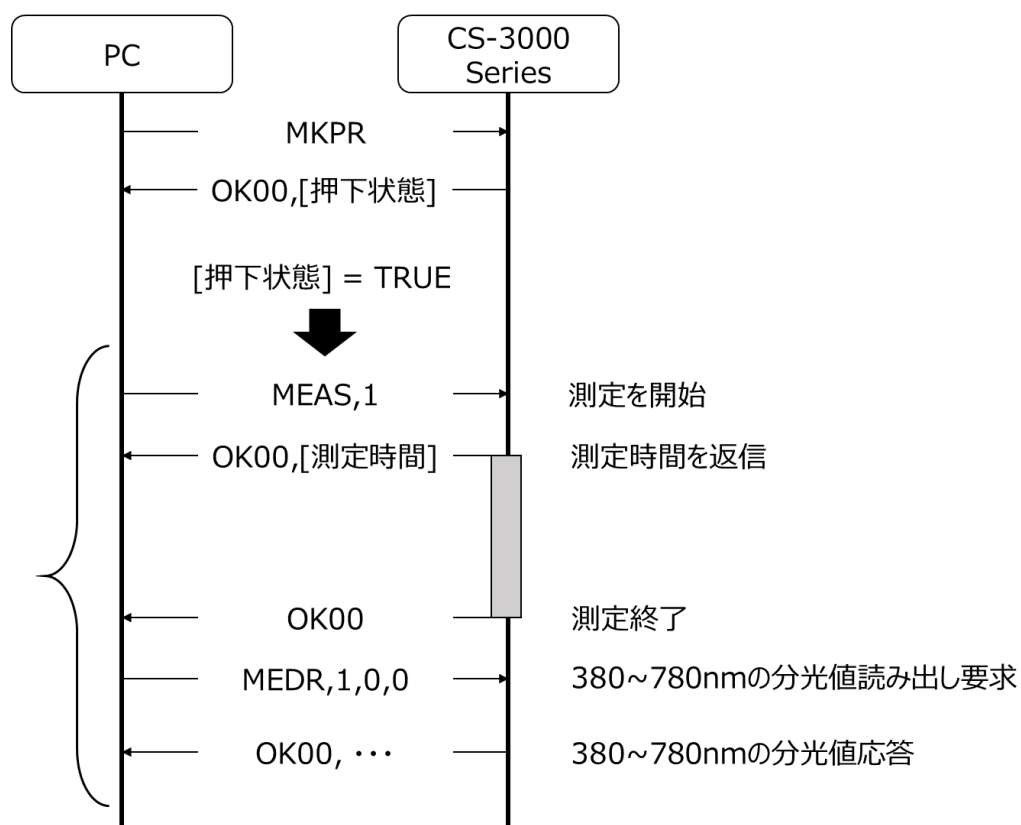 PC
CS-3000
Series
MKPR
OK00,[押下状態]
[押下状態] = TRUE
MEAS,1
測定を開始
OK00,[測定時間]
測定時間を返信
OK00
測定終了
MEDR,1,0,0
380~780nmの分光値読み出し要求
OK00, ･･･
380~780nmの分光値応答